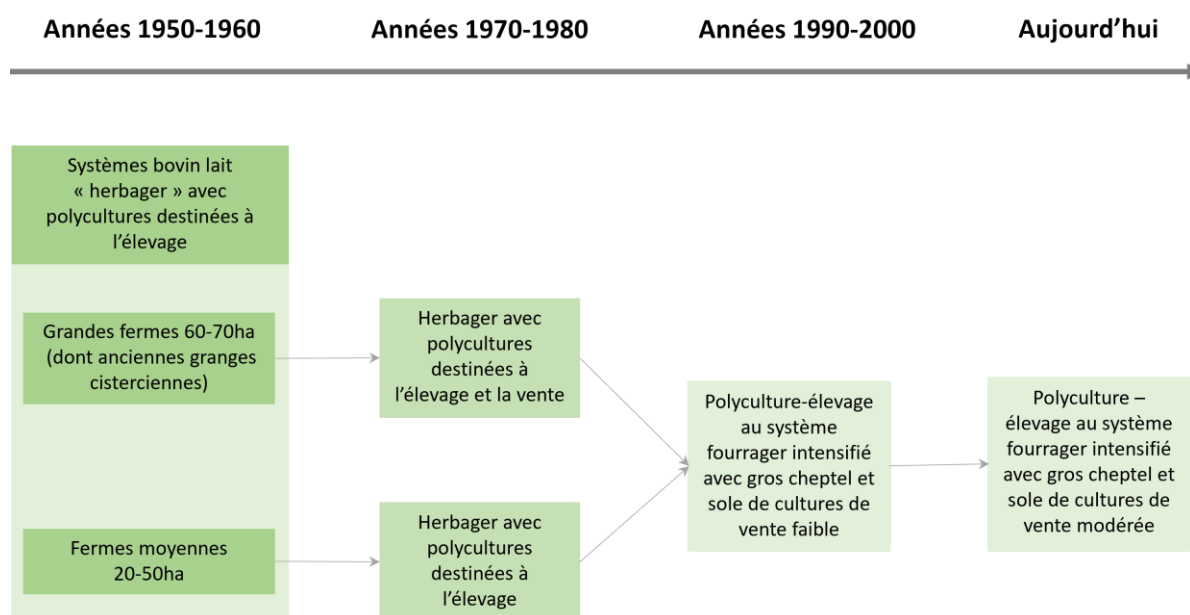 Années 1950-1960
Années 1970-1980
Années 1990-2000
Aujourd’hui
Systèmes bovin lait
« herbager » avec
polycultures destinées à
l’élevage
Grandes fermes 60-70ha
(dont anciennes granges
cisterciennes)
Herbager avec
polycultures
destinées à
l’élevage et la vente
Polyculture-élevage
au système
fourrager intensifié
avec gros cheptel et
sole de cultures de
vente faible
Polyculture –
élevage au système
fourrager intensifié
avec gros cheptel et
sole de cultures de
vente modérée
Fermes moyennes
20-50ha
Herbager avec
polycultures
destinées à
l’élevage